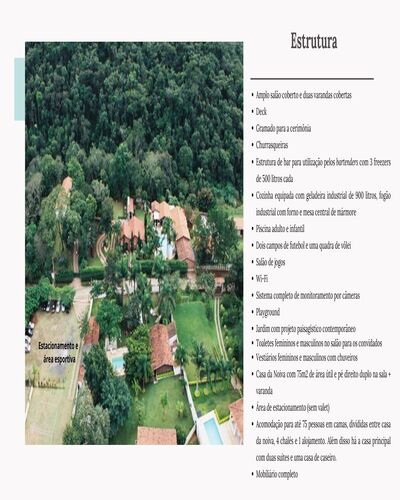 Estrutura
• Amplo salão coberto e duas varandas cobertas
• Deck
• Gramado para a cerimônia
• Churrasqueiras
• Estrutura de bar para utilização pelos bartenders com 3 freezers
de 500 litros cada
• Cozinha equipada com geladeira industrial de 900 litros, fogão
industrial com forno e mesa central de mármore
• Piscina adulto e infantil
• Dois campos de futebol e uma quadra de vôlei
• Salão de jogos
• Wi-Fi
• Sistema completo de monitoramento por câmeras
• Playground
• Jardim com projeto paisagístico contemporâneo
• Toaletes femininos e masculinos no salão para os convidados
• Vestiários femininos e masculinos com chuveiros
• Casa da Noiva com 75m2 de área útil e pé direito duplo na sala +
varanda
• Área de estacionamento (sem valet)
• Acomodação para até 75 pessoas em camas, divididas entre casa
da noiva, 4 chalés e 1 alojamento. Além disso há a casa principal
com duas suítes e uma casa de caseiro.
• Mobiliário completo
Estacionamento e
área esportiva